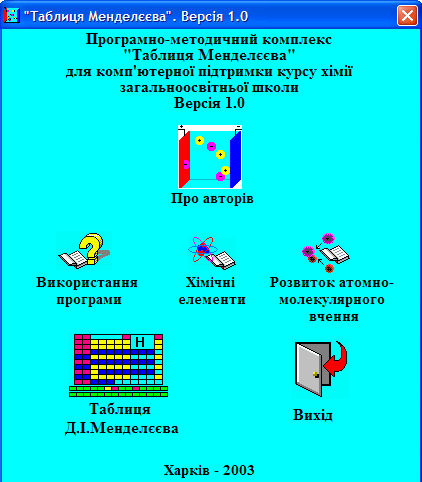 "Таблиця Менделєєва". Версія 1.0
Програмно-методичний комплекс
"Таблиця Менделєєва"
для комп'ютерної підтримки курсу хімії
загальноосвітньої школи
Версія 1.0
- +
Про авторів
Використання
програми
Хімічні
елементи
Розвиток атомно-
молекулярного
вчення
H
Таблиця
Д.І.Менделєєва
Вихід
Харків - 2003